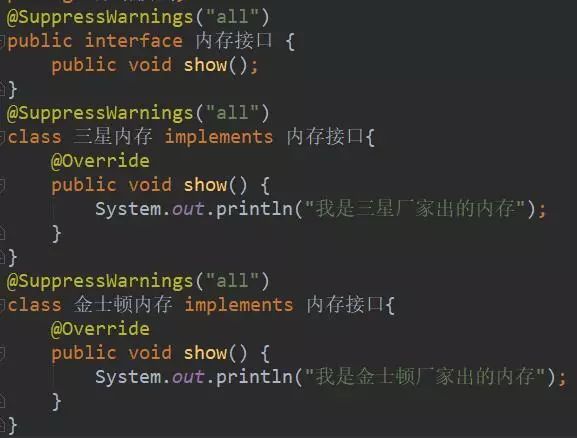 @SuppressWarnings("all")
public interface 内存接口 {
    public void show();
}
@SuppressWarnings("all")
class 三星内存 implements 内存接口{
    @Override
    public void show() {
        System.out.println("我是三星厂家出的内存");
    }
}
@SuppressWarnings("all")
class 金士顿内存 implements 内存接口{
    @Override
    public void show() {
        System.out.println("我是金士顿厂家出的内存");
    }
}